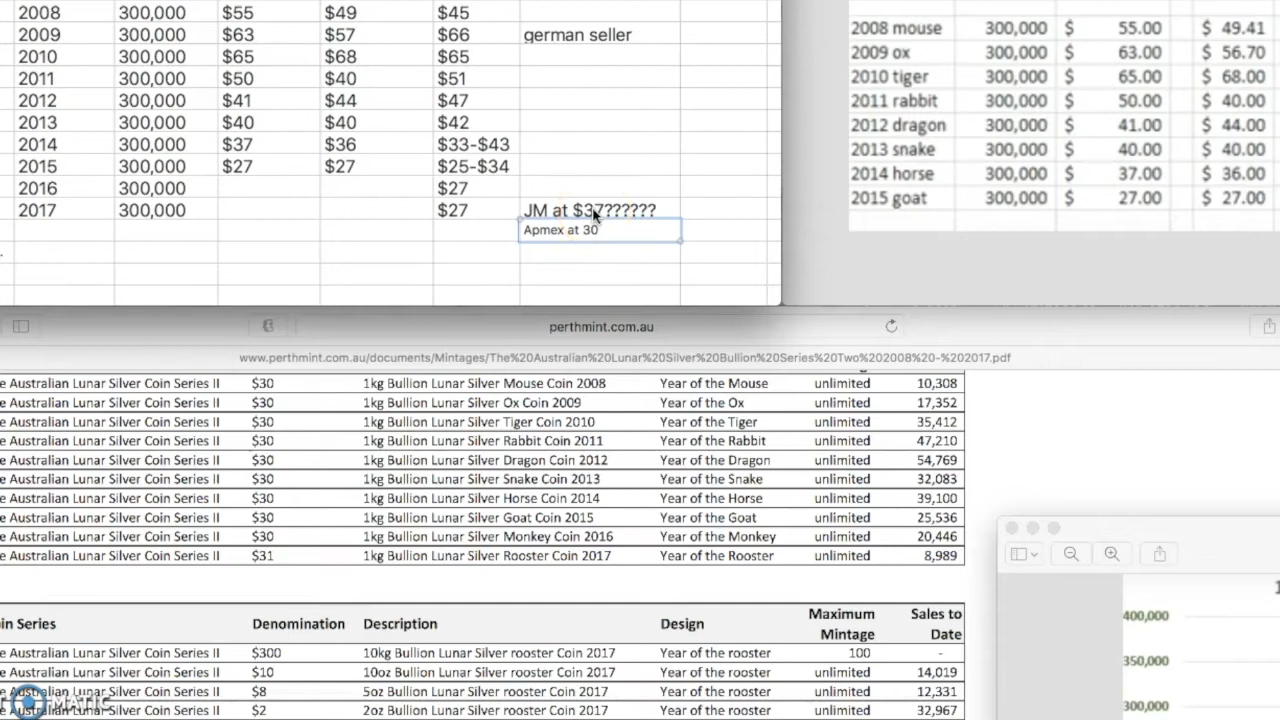 2008 300,000 $55 $49 $45
2009 300,000 $63 $57 $66 german seller
2010 300,000 $65 $68 $65
2011 300,000 $50 $40 $51
2012 300,000 $41 $44 $47
2013 300,000 $40 $40 $42
2014 300,000 $37 $36 $33-$43
2015 300,000 $27 $27 $25-$34
2016 300,000 $27
2017 300,000 $27 JM at $37??????
Apmex at 30
2008 mouse 300,000 $ 55.00 $ 49.41
2009 ox 300,000 $ 63.00 $ 56.70
2010 tiger 300,000 $ 65.00 $ 68.00
2011 rabbit 300,000 $ 50.00 $ 40.00
2012 dragon 300,000 $ 41.00 $ 44.00
2013 snake 300,000 $ 40.00 $ 40.00
2014 horse 300,000 $ 37.00 $ 36.00
2015 goat 300,000 $ 27.00 $ 27.00
perthmint.com.au
www.perthmint.com.au/documents/Mintages/The%20Australian%20Lunar%20Silver%20Bullion%20Series%20Two%202008%20-%202017.pdf
e Australian Lunar Silver Coin Series II $30 1kg Bullion Lunar Silver Mouse Coin 2008 Year of the Mouse unlimited 10,308
e Australian Lunar Silver Coin Series II $30 1kg Bullion Lunar Silver Ox Coin 2009 Year of the Ox unlimited 17,352
e Australian Lunar Silver Coin Series II $30 1kg Bullion Lunar Silver Tiger Coin 2010 Year of the Tiger unlimited 35,412
e Australian Lunar Silver Coin Series II $30 1kg Bullion Lunar Silver Rabbit Coin 2011 Year of the Rabbit unlimited 47,210
e Australian Lunar Silver Coin Series II $30 1kg Bullion Lunar Silver Dragon Coin 2012 Year of the Dragon unlimited 54,769
e Australian Lunar Silver Coin Series II $30 1kg Bullion Lunar Silver Snake Coin 2013 Year of the Snake unlimited 32,083
e Australian Lunar Silver Coin Series II $30 1kg Bullion Lunar Silver Horse Coin 2014 Year of the Horse unlimited 39,100
e Australian Lunar Silver Coin Series II $30 1kg Bullion Lunar Silver Goat Coin 2015 Year of the Goat unlimited 25,536
e Australian Lunar Silver Coin Series II $30 1kg Bullion Lunar Silver Monkey Coin 2016 Year of the Monkey unlimited 20,446
e Australian Lunar Silver Coin Series II $31 1kg Bullion Lunar Silver Rooster Coin 2017 Year of the Rooster unlimited 8,989
in Series Denomination Description Design Maximum Mintage Sales to Date
e Australian Lunar Silver Coin Series II $300 10kg Bullion Lunar Silver rooster Coin 2017 Year of the rooster 100 -
e Australian Lunar Silver Coin Series II $10 10oz Bullion Lunar Silver rooster Coin 2017 Year of the rooster unlimited 14,019
e Australian Lunar Silver Coin Series II $8 5oz Bullion Lunar Silver rooster Coin 2017 Year of the rooster unlimited 12,331
e Australian Lunar Silver Coin Series II $2 2oz Bullion Lunar Silver rooster Coin 2017 Year of the rooster unlimited 32,967
400,000
350,000
300,000